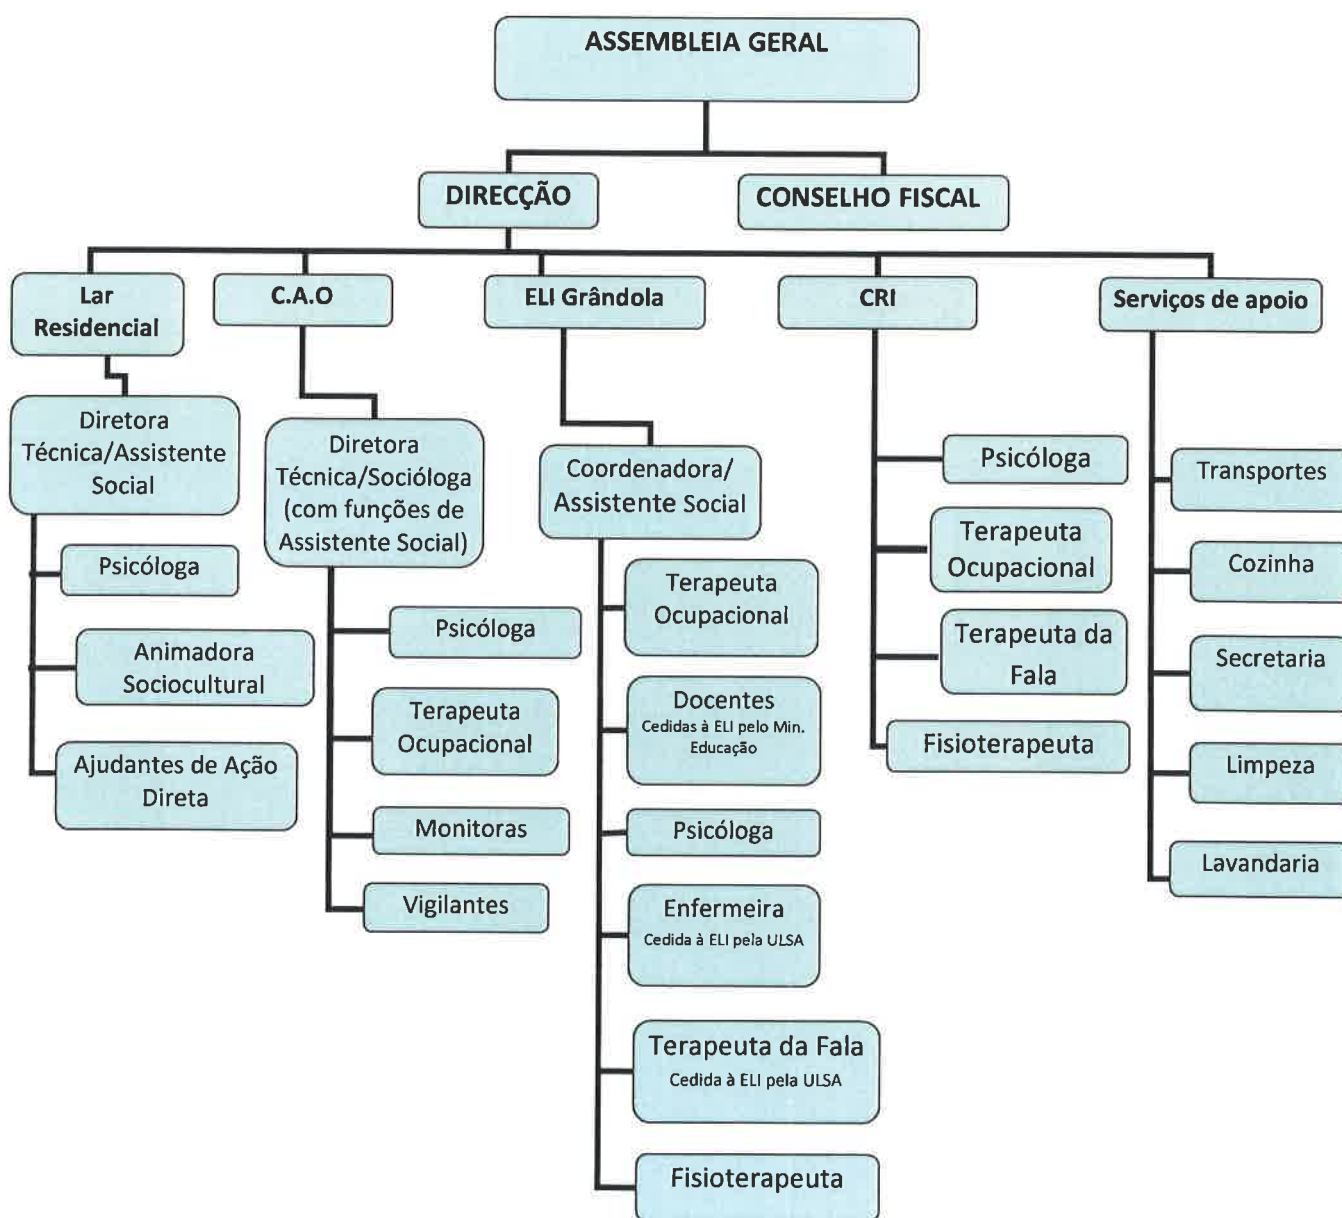 ASSEMBLEIA GERAL
DIRECÇÃO
CONSELHO FISCAL
Lar
Residencial
C.A.O
ELI Grândola
CRI
Serviços de apoio
Diretora
Técnica/Assistente
Social
Psicóloga
Animadora
Sociocultural
Ajudantes de Ação
Direta
Diretora
Técnica/Socióloga
(com funções de
Assistente Social)
Psicóloga
Terapeuta
Ocupacional
Monitoras
Vigilantes
Coordenadora/
Assistente Social
Terapeuta
Ocupacional
Docentes
Cedidas à ELI pelo Min.
Educação
Psicóloga
Enfermeira
Cedida à ELI pela ULSA
Terapeuta da Fala
Cedida à ELI pela ULSA
Fisioterapeuta
Psicóloga
Terapeuta
Ocupacional
Terapeuta da
Fala
Fisioterapeuta
Transportes
Cozinha
Secretaria
Limpeza
Lavandaria